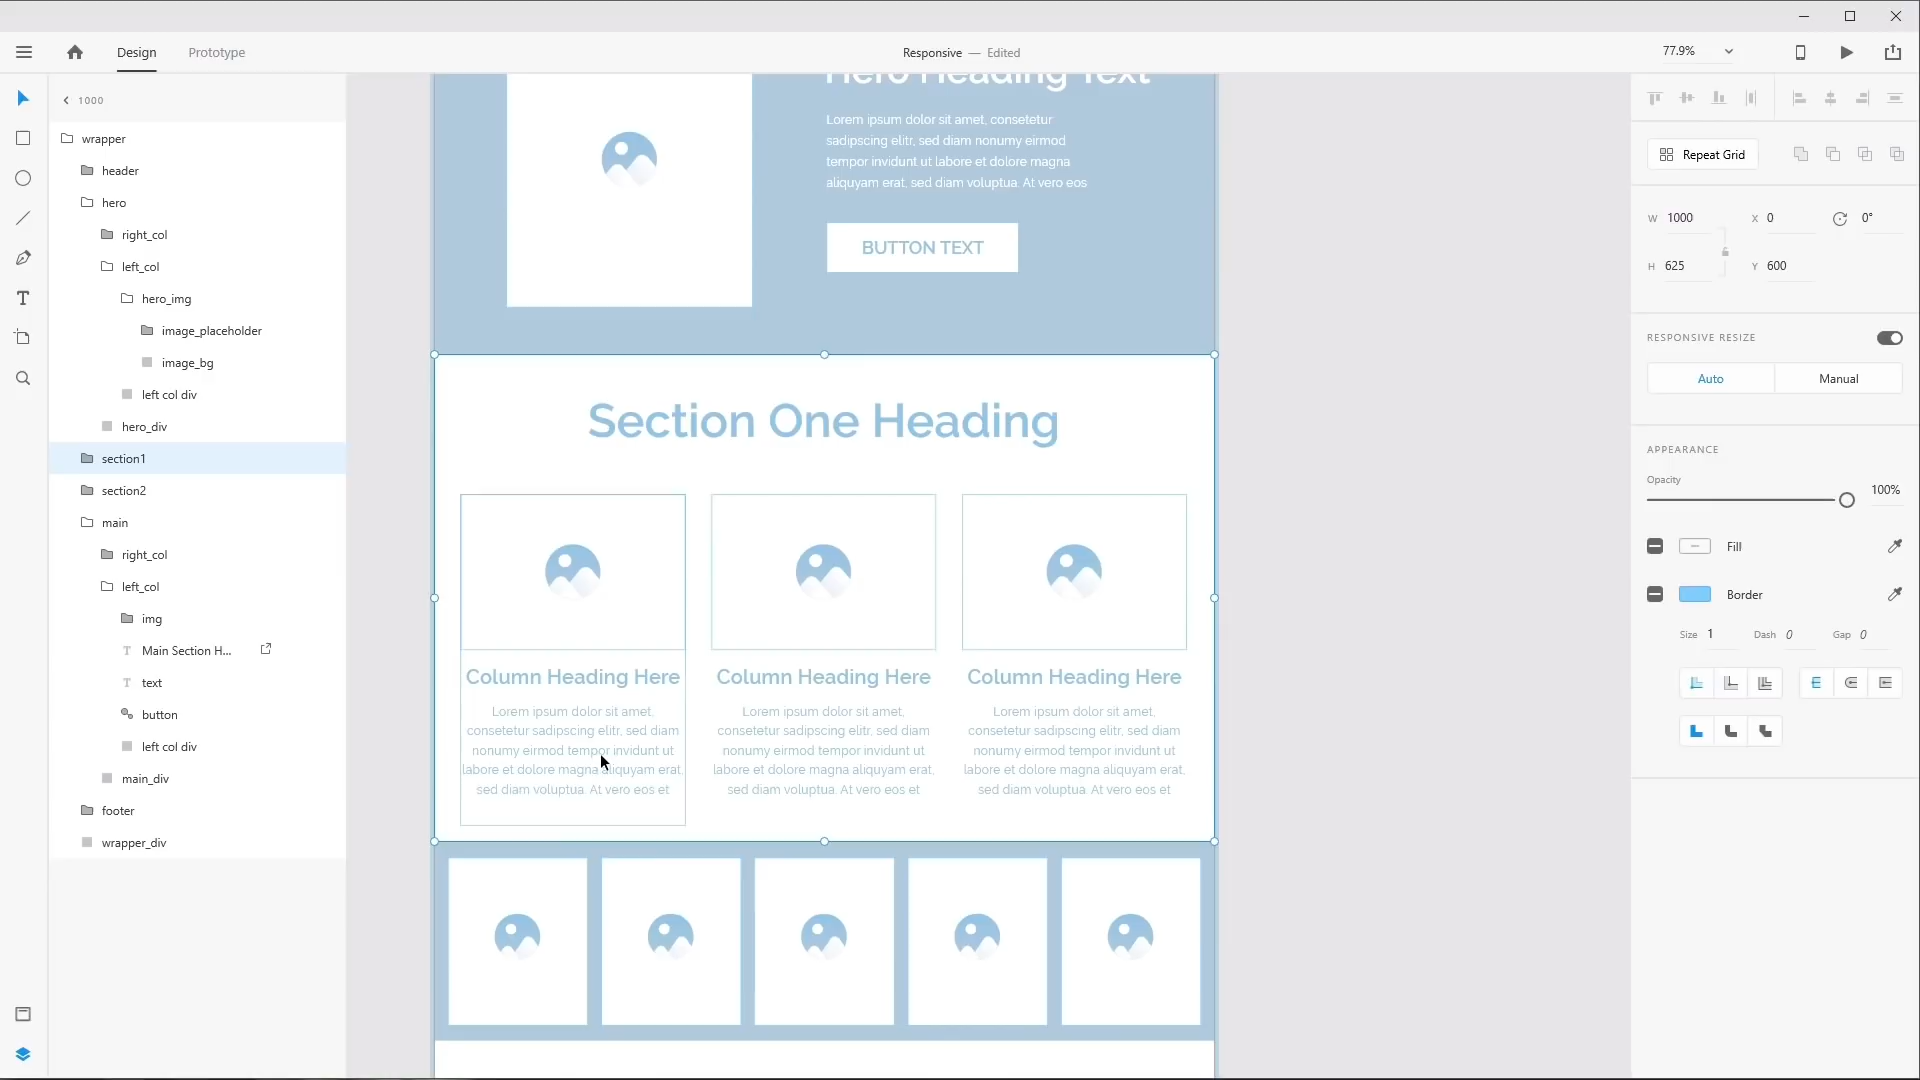 Design
Prototype
Responsive — Edited
77.9%
1000
wrapper
header
hero
right_col
left_col
hero_img
image_placeholder
image_bg
left col div
hero_div
section1
section2
main
right_col
left_col
img
Main Section H...
text
button
left col div
main_div
footer
wrapper_div
Hero Heading Text
Lorem ipsum dolor sit amet, consetetur
sadipscing elitr, sed diam nonumy eirmod
tempor invidunt ut labore et dolore magna
aliquyam erat, sed diam voluptua. At vero eos
BUTTON TEXT
Section One Heading
Column Heading Here
Lorem ipsum dolor sit amet,
consetetur sadipscing elitr, sed diam
nonumy eirmod tempor invidunt ut
labore et dolore magna aliquyam erat,
sed diam voluptua. At vero eos et
Column Heading Here
Lorem ipsum dolor sit amet,
consetetur sadipscing elitr, sed diam
nonumy eirmod tempor invidunt ut
labore et dolore magna aliquyam erat,
sed diam voluptua. At vero eos et
Column Heading Here
Lorem ipsum dolor sit amet,
consetetur sadipscing elitr, sed diam
nonumy eirmod tempor invidunt ut
labore et dolore magna aliquyam erat,
sed diam voluptua. At vero eos et
Repeat Grid
W 1000 X 0 0°
H 625 Y 600
RESPONSIVE RESIZE
Auto Manual
APPEARANCE
Opacity
100%
Fill
Border
Size 1 Dash 0 Gap 0